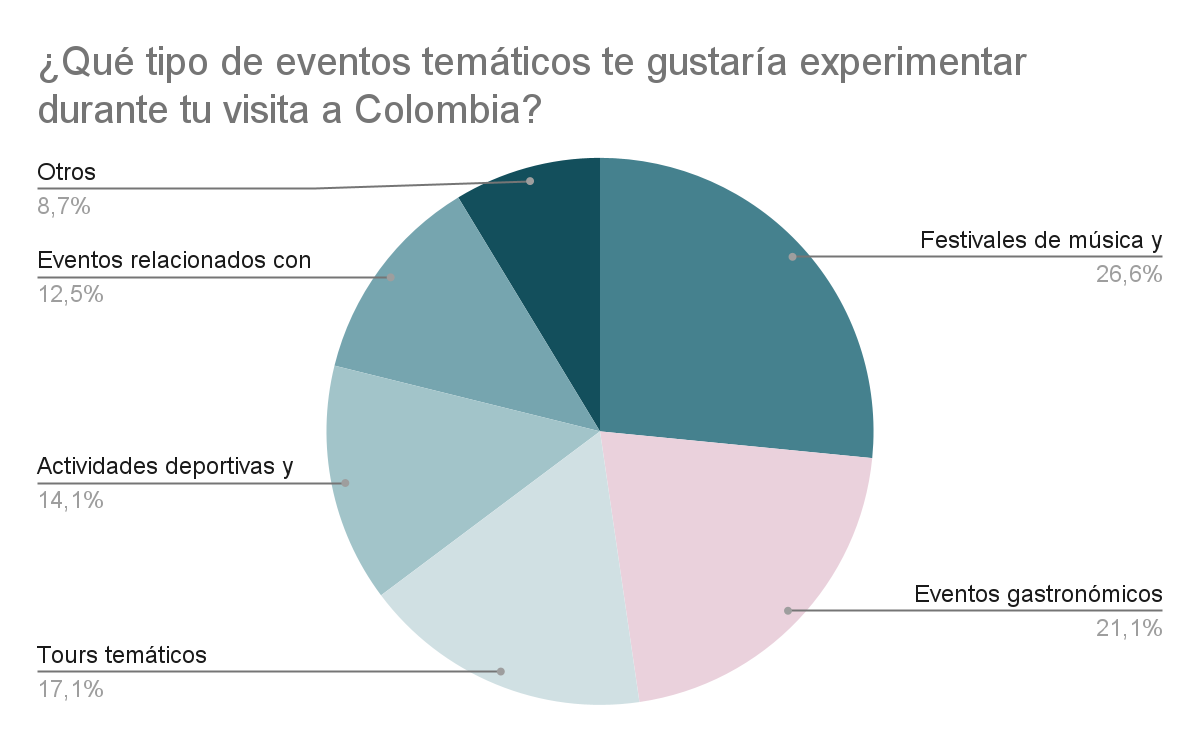 ¿Qué tipo de eventos temáticos te gustaría experimentar
durante tu visita a Colombia?
Otros
8,7%
Eventos relacionados con
12,5%
Actividades deportivas y
14,1%
Tours temáticos
17,1%
Festivales de música y
26,6%
Eventos gastronómicos
21,1%